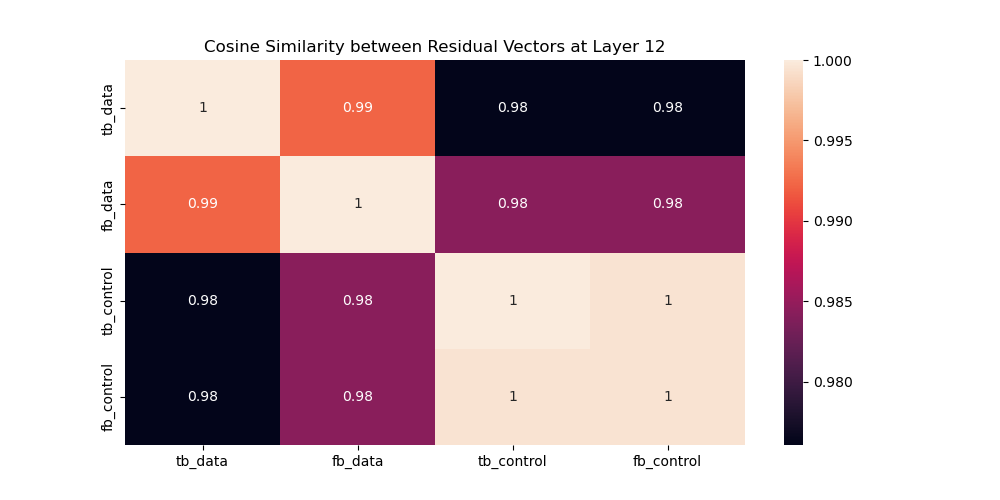 Cosine Similarity between Residual Vectors at Layer 12
tb_data
1
0.99
0.98
0.98
fb_data
0.99
1
0.98
0.98
tb_control
0.98
0.98
1
1
fb_control
0.98
0.98
1
1
tb_data
fb_data
tb_control
fb_control
1.000
0.995
0.990
0.985
0.980